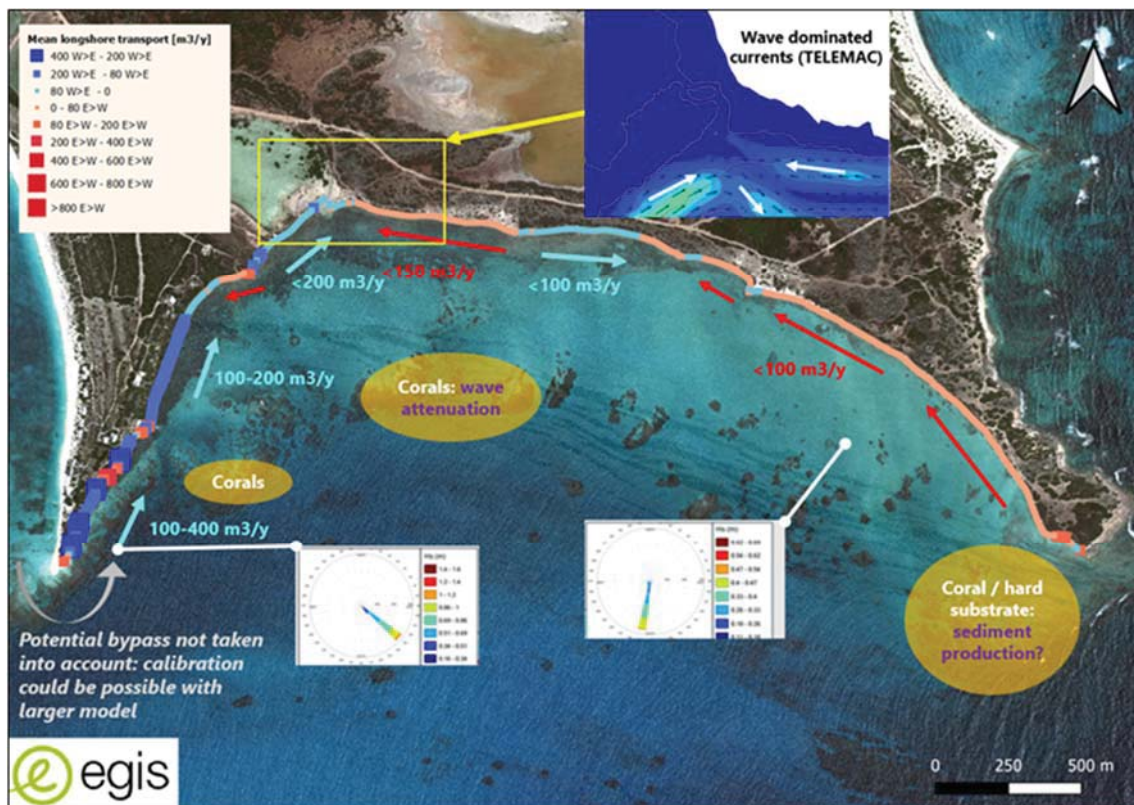 Mean longshore transport [m3/y]
400 W>E - 200 W>E
200 W>E - 80 W>E
80 W>E - 0
0 - 80 E>W
80 E>W - 200 E>W
200 E>W - 400 E>W
400 E>W - 600 E>W
600 E>W - 800 E>W
>800 E>W
Wave dominated
currents (TELEMAC)
<200 m3/y
<150 m3/y
<100 m3/y
<100 m3/y
100-200 m3/y
Corals: wave
attenuation
Corals
100-400 m3/y
Coral / hard
substrate:
sediment
production?
Potential bypass not taken
into account: calibration
could be possible with
larger model
egis
0 250 500 m